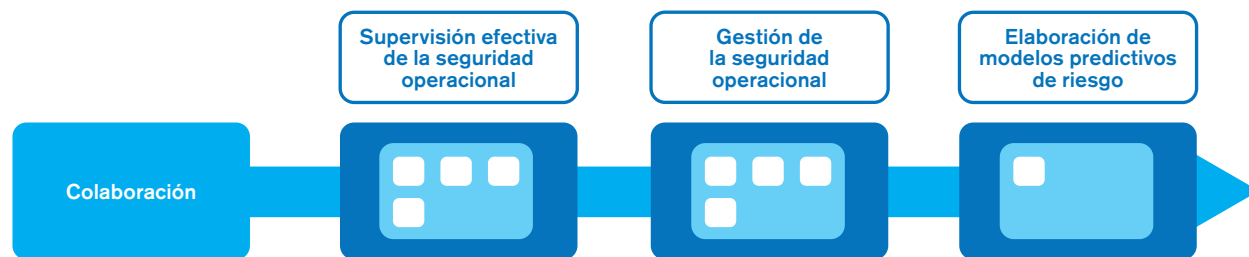 Supervisión efectiva
de la seguridad
operacional
Gestión de
la seguridad
operacional
Elaboración de
modelos predictivos
de riesgo
Colaboración